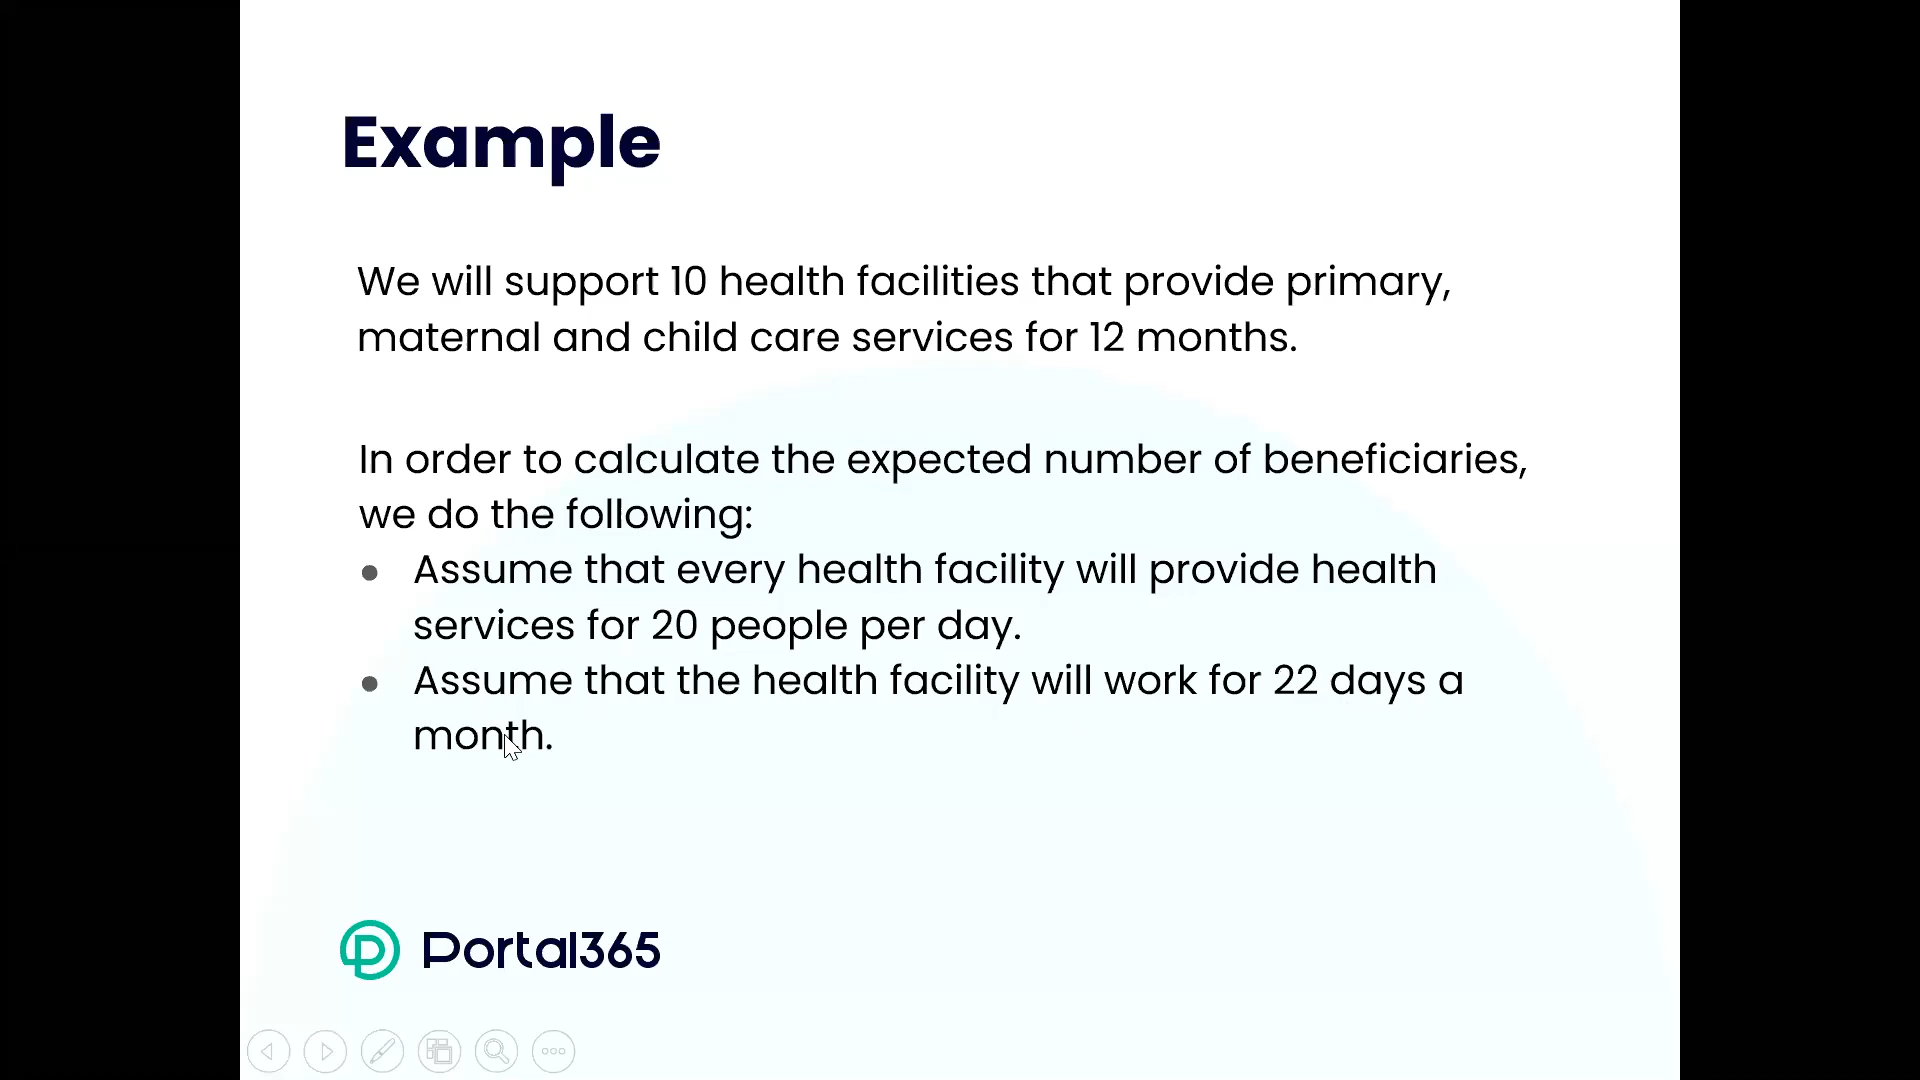 Example
We will support 10 health facilities that provide primary,
maternal and child care services for 12 months.
In order to calculate the expected number of beneficiaries,
we do the following:
● Assume that every health facility will provide health
services for 20 people per day.
● Assume that the health facility will work for 22 days a
month.
Portal365